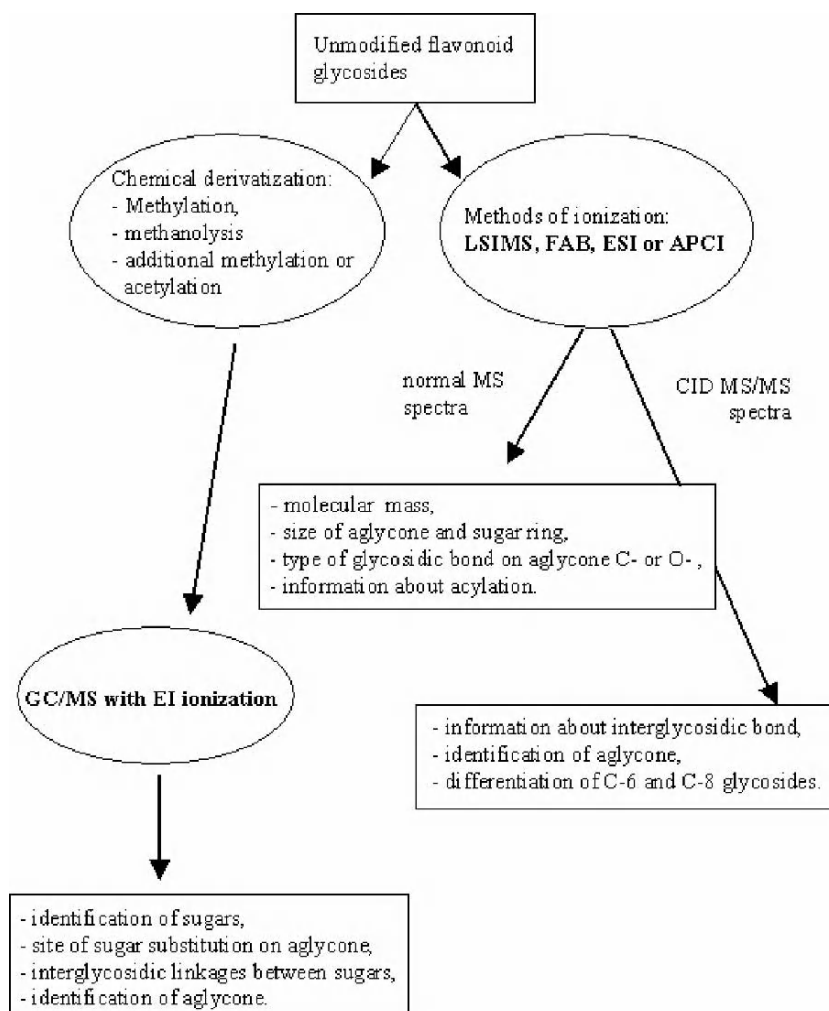 Unmodified flavonoid
glycosides
Chemical derivatization:
- Methylation,
- methanolysis
- additional methylation or
acetylation
Methods of ionization:
LSIMS, FAB, ESI or APCI
normal MS
spectra
CID MS/MS
spectra
- molecular mass,
- size of aglycone and sugar ring,
- type of glycosidic bond on aglycone C- or O- ,
- information about acylation.
GC/MS with EI ionization
- information about interglycosidic bond,
- identification of aglycone,
- differentiation of C-6 and C-8 glycosides.
- identification of sugars,
- site of sugar substitution on aglycone,
- interglycosidic linkages between sugars,
- identification of aglycone.